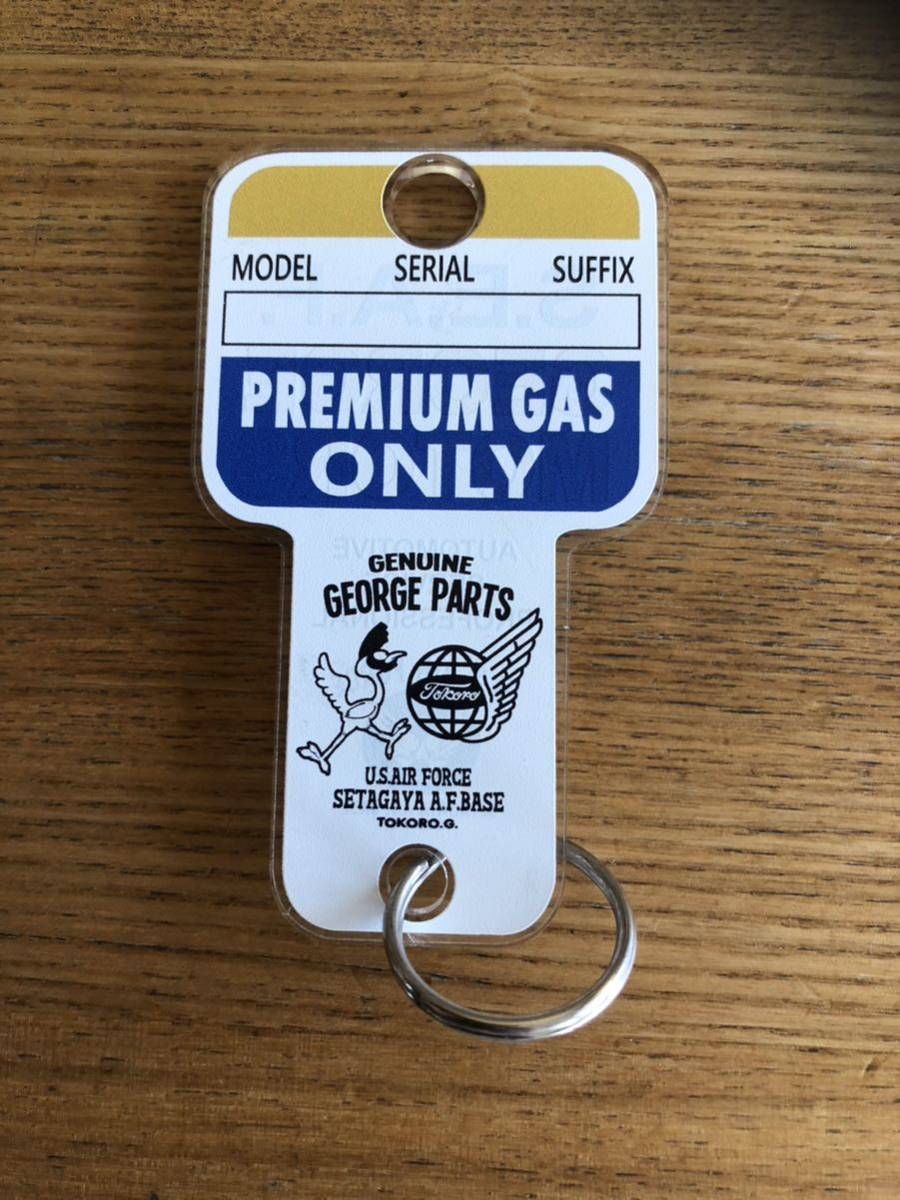 MODEL SERIAL SUFFIX
PREMIUM GAS
ONLY
GENUINE
GEORGE PARTS
Tokoro
U.S.AIR FORCE
SETAGAYA A.F.BASE
TOKORO.G.